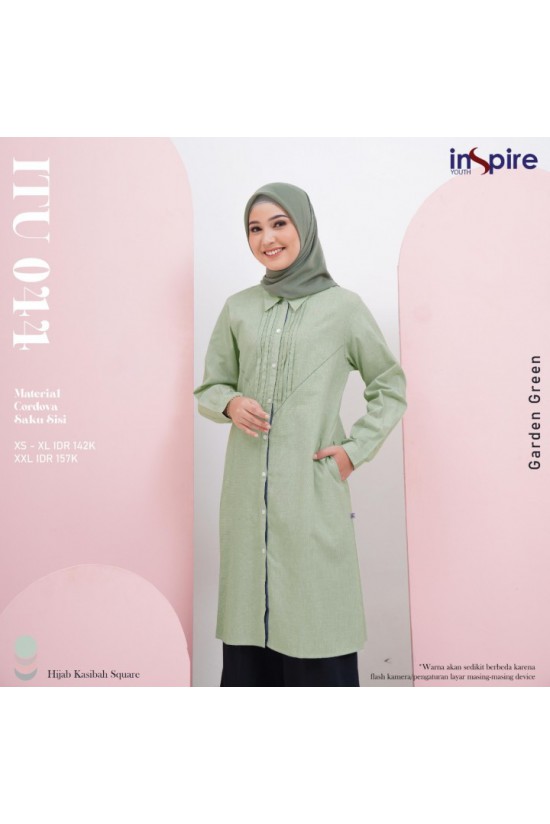 ITU 044
inSpire
YOUTH
Material
Cordova
Saku Sisi
XS - XL IDR 142K
XXL IDR 157K
Garden Green
Hijab Kasibah Square
*Warna akan sedikit berbeda karena
flash kamera/pengaturan layar masing-masing device